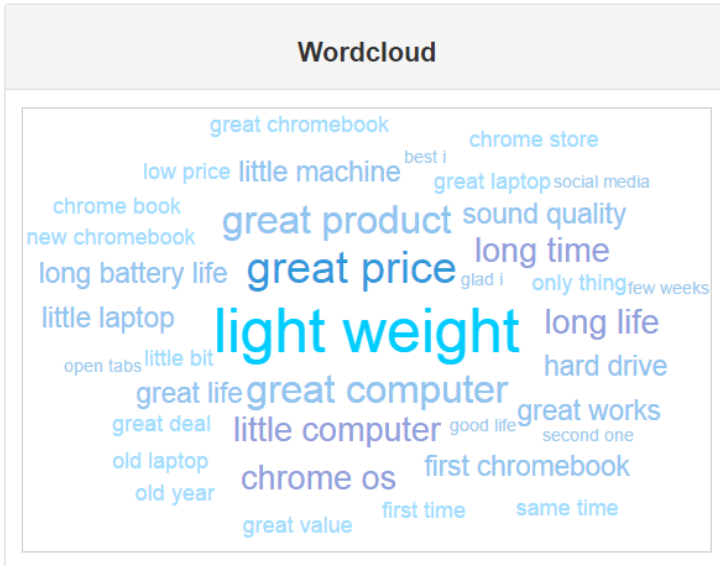 Wordcloud
great chromebook
chrome store
best i
low price
little machine
great laptop
social media
chrome book
great product
sound quality
new chromebook
long time
long battery life
great price
glad i
only thing
few weeks
little laptop
light weight
long life
open tabs
little bit
hard drive
great life
great computer
great works
great deal
little computer
good life
second one
old laptop
chrome os
first chromebook
old year
first time
same time
great value